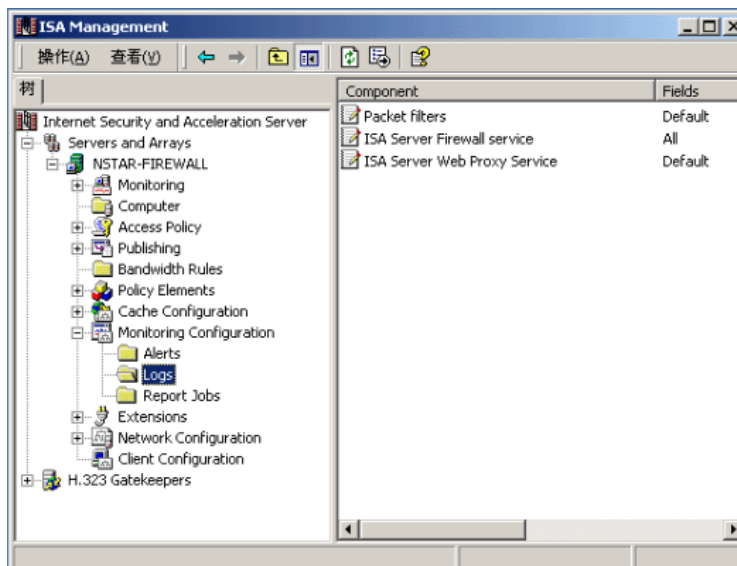 ISA Management
操作(A) 查看(V)
树
Internet Security and Acceleration Server
Servers and Arrays
NSTAR-FIREWALL
Monitoring
Computer
Access Policy
Publishing
Bandwidth Rules
Policy Elements
Cache Configuration
Monitoring Configuration
Alerts
Logs
Report Jobs
Extensions
Network Configuration
Client Configuration
H.323 Gatekeepers
Component Fields
Packet filters Default
ISA Server Firewall service All
ISA Server Web Proxy Service Default